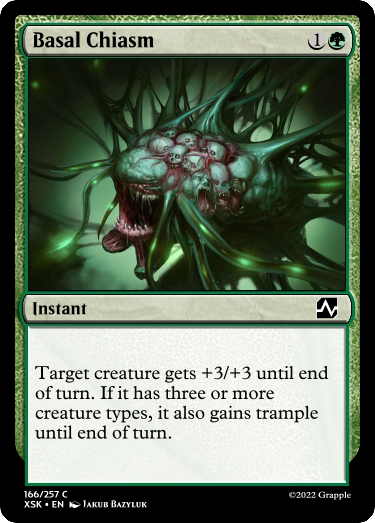 Basal Chiasm 1
Instant
Target creature gets +3/+3 until end
of turn. If it has three or more
creature types, it also gains trample
until end of turn.
166/257 C
XSK • EN Jakub Bazyluk
©2022 Grapple